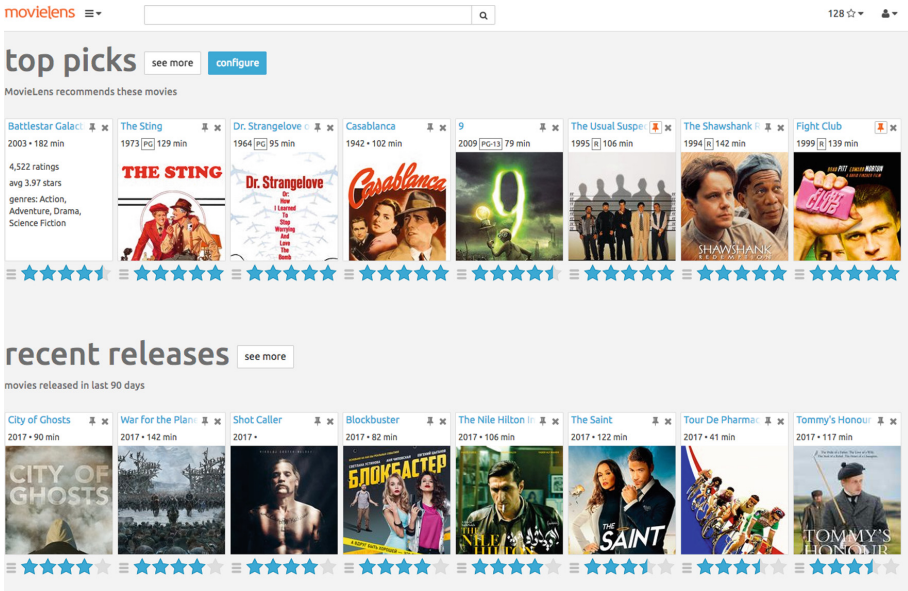 movielens
128
top picks see more configure
MovieLens recommends these movies
Battlestar Galact
2003 • 182 min
4,522 ratings
avg 3.97 stars
genres: Action,
Adventure, Drama,
Science Fiction
The Sting
1973 PG 129 min
THE STING
Dr. Strangelove o
1964 PG 95 min
Dr. Strangelove
Or:
How
I Learned
To
Stop
Worrying
And
Love
The
Bomb
Casablanca
1942 • 102 min
Casablanca
9
2009 PG-13 79 min
9
The Usual Suspec
1995 R 106 min
The Shawshank R
1994 R 142 min
SHAWSHANK
REDEMPTION
Fight Club
1999 R 139 min
BRAD PITT EDWARD NORTON
FIGHT
CLUB
recent releases see more
movies released in last 90 days
City of Ghosts
2017 • 90 min
CITY OF
GHOSTS
War for the Plane
2017 • 142 min
Shot Caller
2017 •
Blockbuster
2017 • 82 min
БЛОКБАСТЕР
The Nile Hilton In
2017 • 106 min
THE
NILE
HILTON
The Saint
2017 • 122 min
THE
SAINT
Tour De Pharmac
2017 • 41 min
Tommy's Honour
2017 • 117 min
TOMMY'S
HONOUR